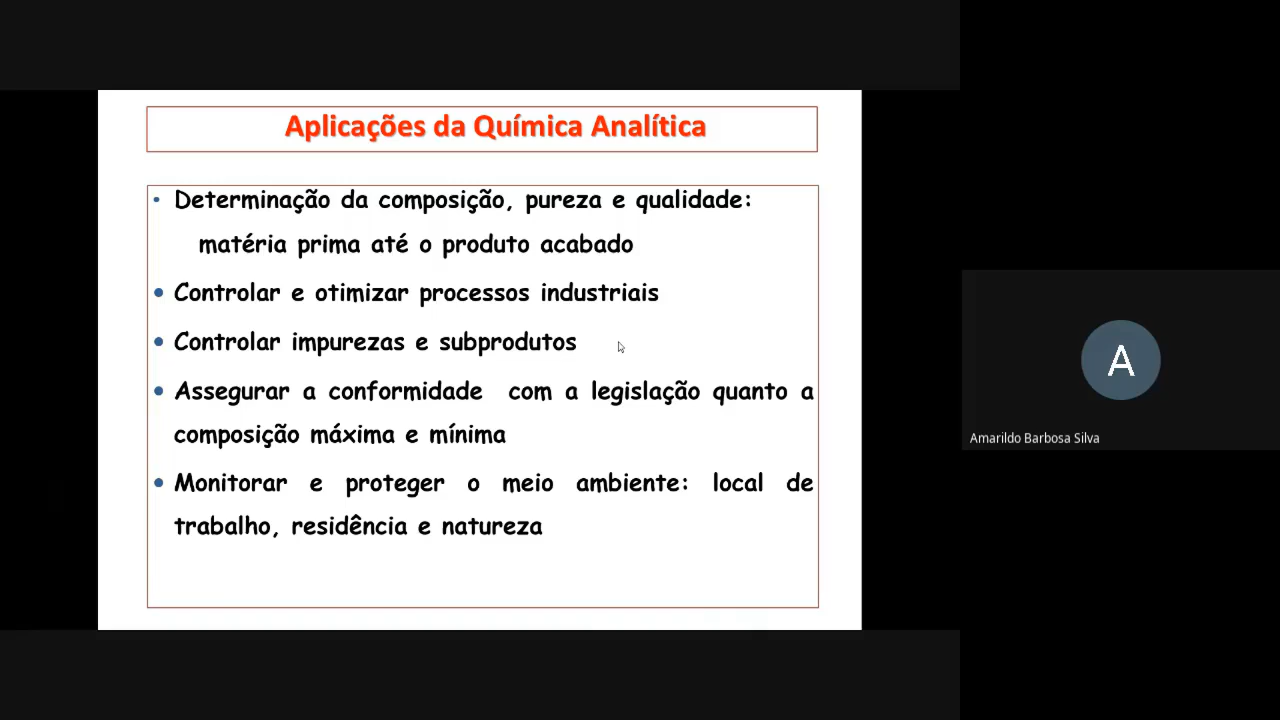 Aplicações da Química Analítica
• Determinação da composição, pureza e qualidade:
matéria prima até o produto acabado
• Controlar e otimizar processos industriais
• Controlar impurezas e subprodutos
• Assegurar a conformidade com a legislação quanto a
composição máxima e mínima
• Monitorar e proteger o meio ambiente: local de
trabalho, residência e natureza
A
Amarildo Barbosa Silva